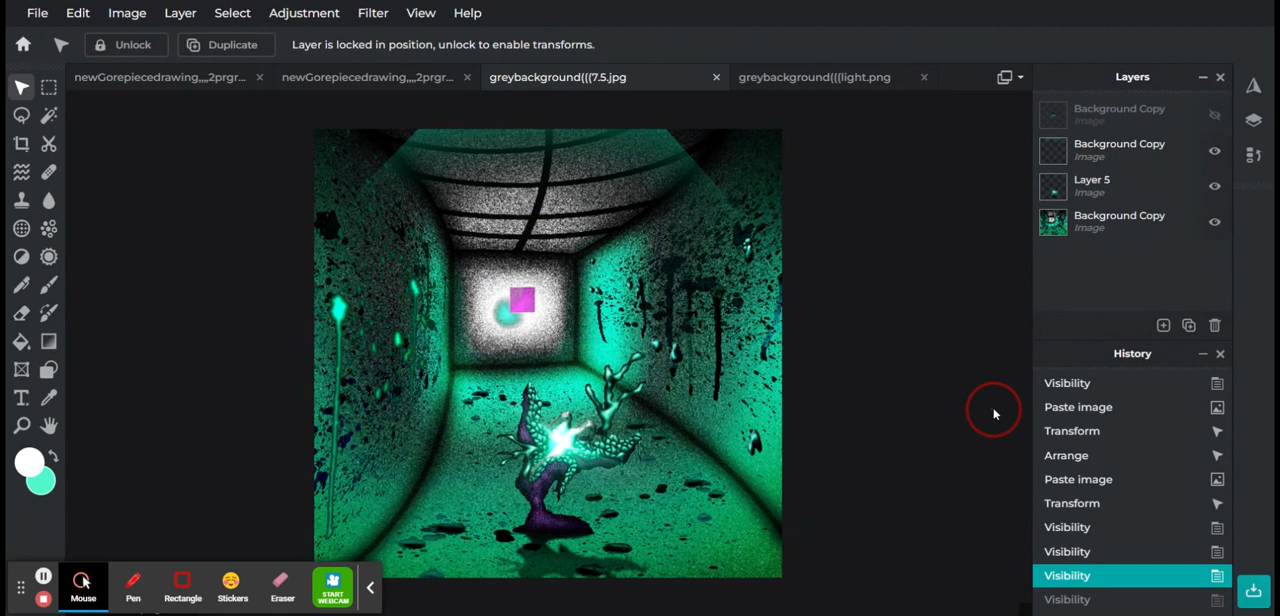 File Edit Image Layer Select Adjustment Filter View Help
Unlock Duplicate Layer is locked in position, unlock to enable transforms.
newGorepiecedrawing,,,,2prgr... newGorepiecedrawing,,,,2prgr... greybackground(((7.5.jpg greybackground(((light.png
Layers
Background Copy
Image
Background Copy
Image
Layer 5
Image
Background Copy
Image
History
Visibility
Paste image
Transform
Arrange
Paste image
Transform
Visibility
Visibility
Visibility
Visibility
T
Mouse Pen Rectangle Stickers Eraser START
WEBCAM